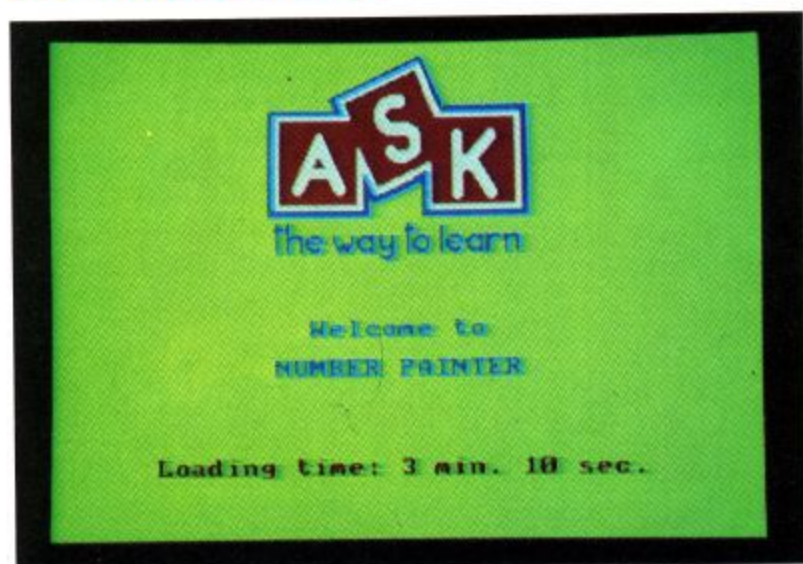 ASK
the way to learn
Welcome to
NUMBER PAINTER
Loading time: 3 min. 10 sec.